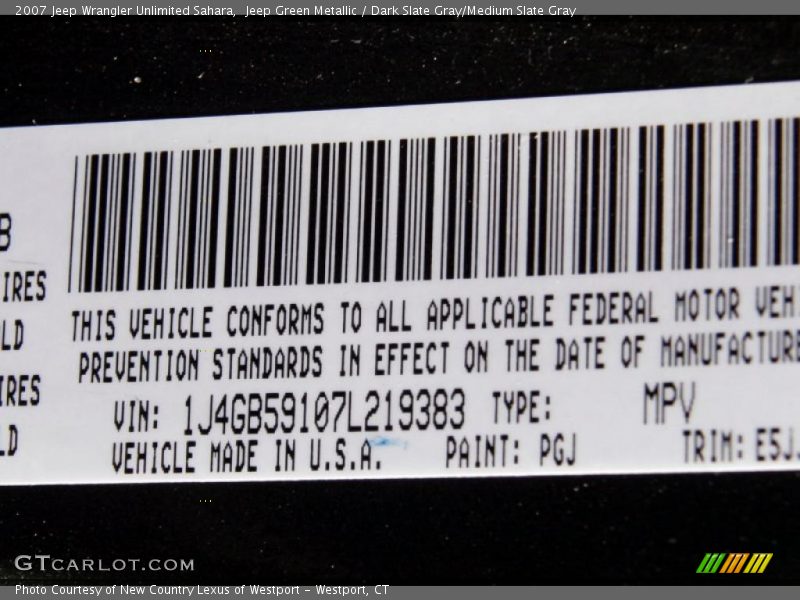 2007 Jeep Wrangler Unlimited Sahara,  Jeep Green Metallic / Dark Slate Gray/Medium Slate Gray
B
IRES
LD
IRES
LD
THIS VEHICLE CONFORMS TO ALL APPLICABLE FEDERAL MOTOR VEHI
PREVENTION STANDARDS IN EFFECT ON THE DATE OF MANUFACTURE
VIN: 1J4GB59107L219383 TYPE: MPV
VEHICLE MADE IN U.S.A. PAINT: PGJ TRIM: E5J
GTCARLOT.COM
Photo Courtesy of New Country Lexus of Westport – Westport, CT